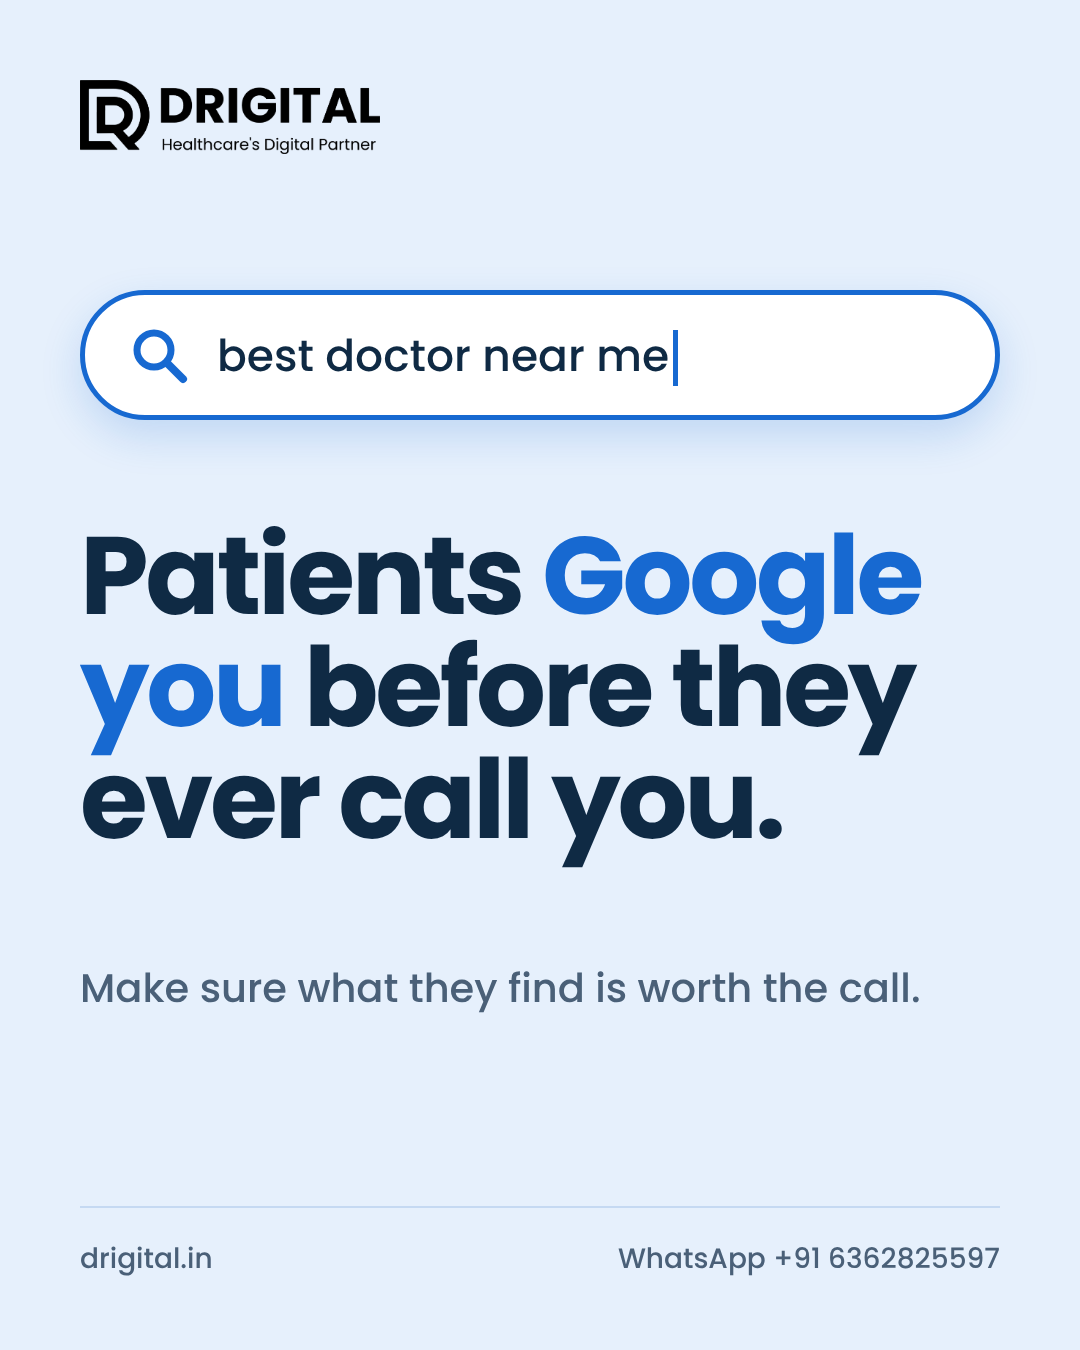 DRIGITAL
Healthcare's Digital Partner
best doctor near me
Patients Google
you before they
ever call you.
Make sure what they find is worth the call.
drigital.in
WhatsApp +91 6362825597